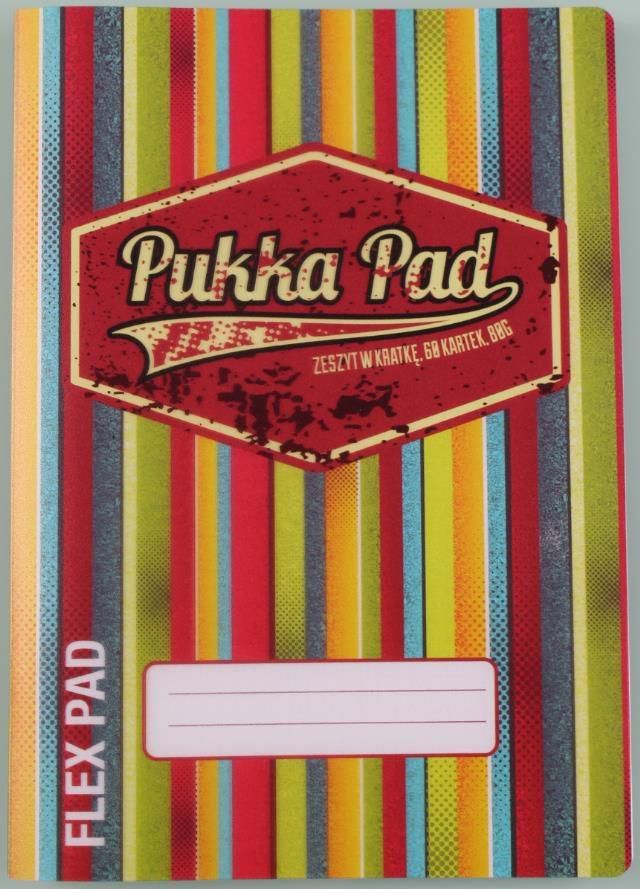 Pukka Pad
ZESZYT W KRATKĘ, 60 KARTEK, 80G
FLEX PAD